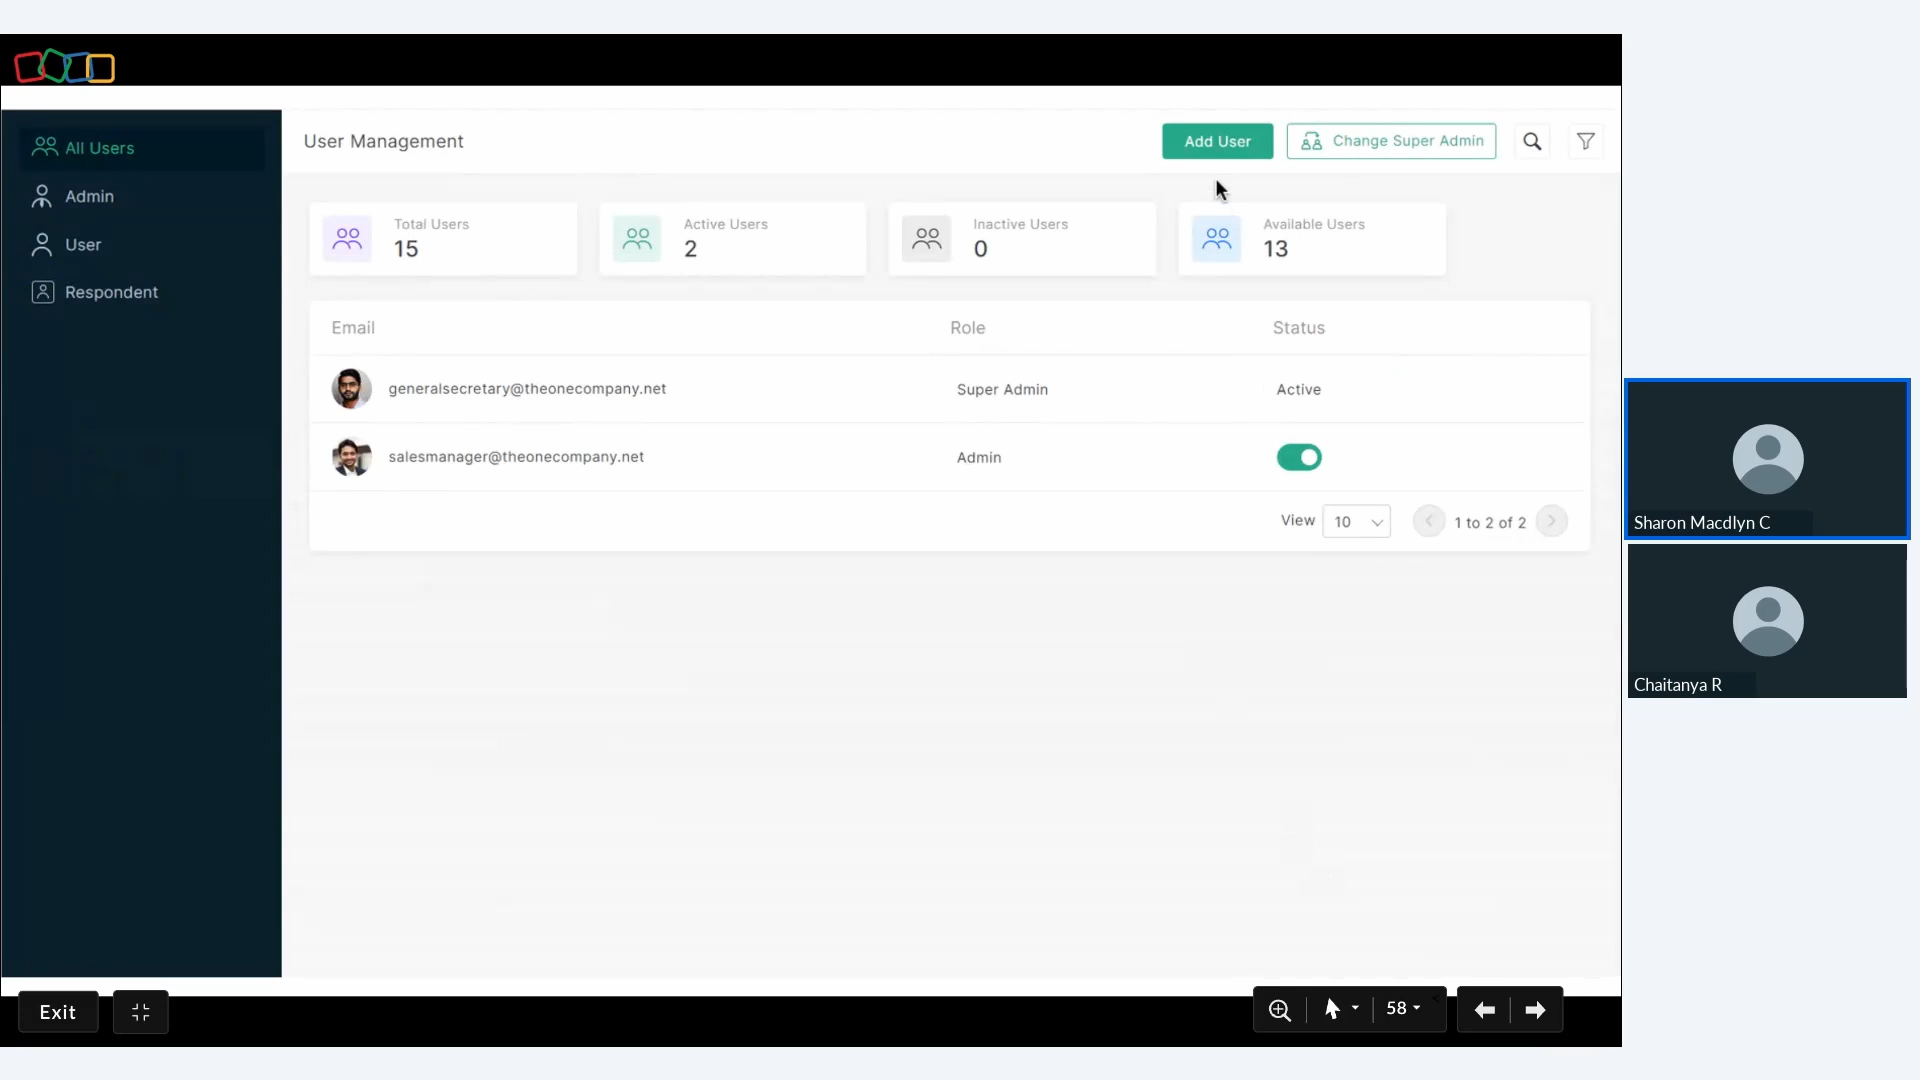 All Users
Admin
User
Respondent
User Management
Add User
Change Super Admin
Total Users
15
Active Users
2
Inactive Users
0
Available Users
13
Email Role Status
generalsecretary@theonecompany.net Super Admin Active
salesmanager@theonecompany.net Admin
View 10 1 to 2 of 2
Sharon Macdlyn C
Chaitanya R
Exit
58